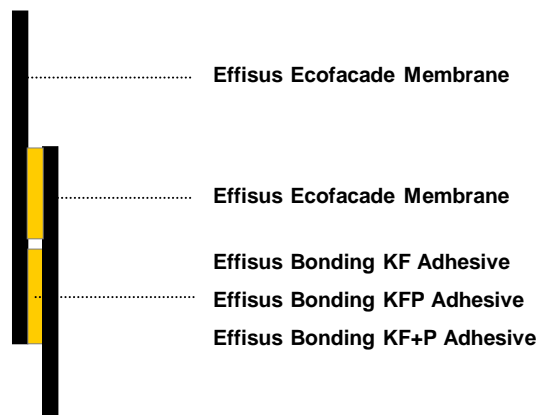 Effisus Ecofacade Membrane
Effisus Ecofacade Membrane
Effisus Bonding KF Adhesive
Effisus Bonding KFP Adhesive
Effisus Bonding KF+P Adhesive